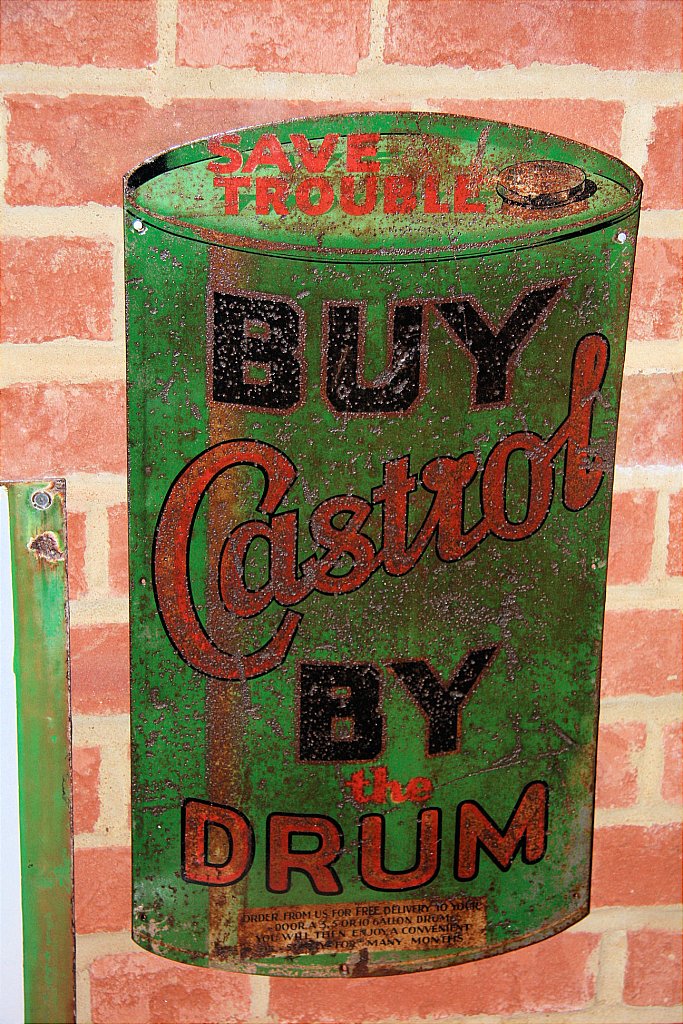 SAVE
TROUBLE
BUY
Castrol
BY
the
DRUM
ORDER FROM US FOR FREE DELIVERY TO YOUR
DOOR, A 5 OR 10 GALLON DRUM.
YOU WILL THEN ENJOY A CONVENIENT
FOR MANY MONTHS